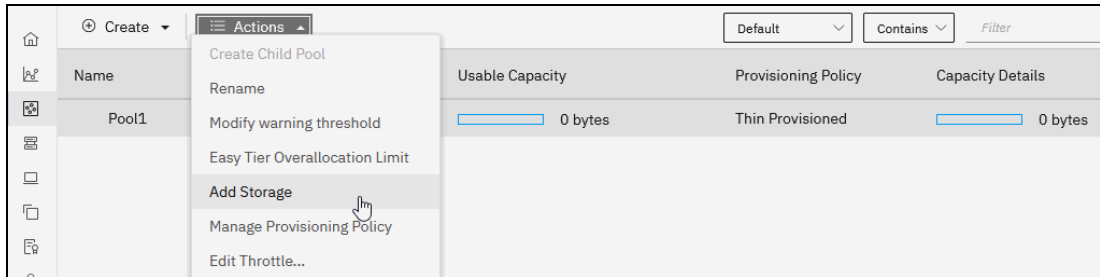 Create Actions Default Contains Filter
Create Child Pool
Name Usable Capacity Provisioning Policy Capacity Details
Rename
Pool1 Modify warning threshold 0 bytes Thin Provisioned 0 bytes
Easy Tier Overallocation Limit
Add Storage
Manage Provisioning Policy
Edit Throttle...